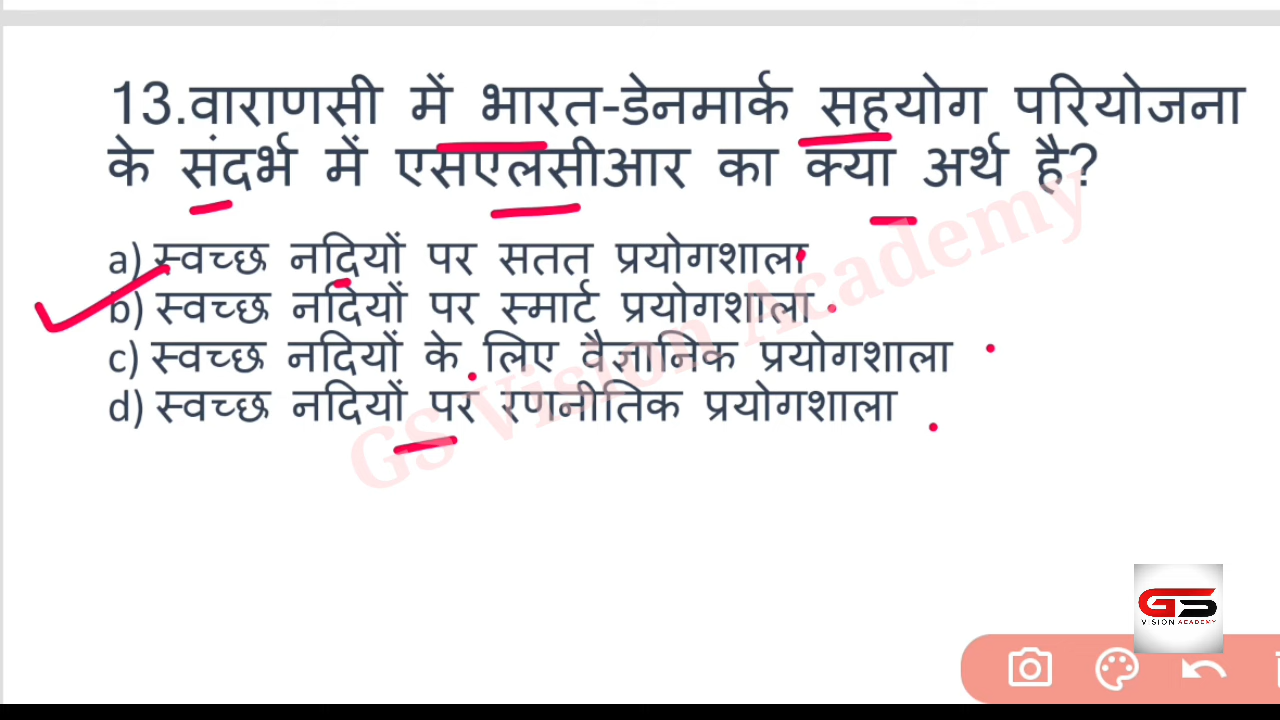 13.वाराणसी में भारत-डेनमार्क सहयोग परियोजना
के संदर्भ में एसएलसीआर का क्या अर्थ है?
a) स्वच्छ नदियों पर सतत प्रयोगशाला
b) स्वच्छ नदियों पर स्मार्ट प्रयोगशाला
c) स्वच्छ नदियों के लिए वैज्ञानिक प्रयोगशाला
d) स्वच्छ नदियों पर रणनीतिक प्रयोगशाला
GS Vision Academy
GS
VISION ACADEMY